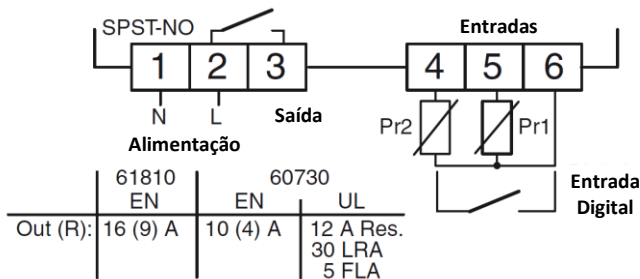 SPST-NO
Entradas
1 2 3 4 5 6
N L
Saída
Alimentação
Pr2 Pr1
Entrada
Digital
61810 60730
EN EN UL
Out (R): 16 (9) A 10 (4) A 12 A Res.
30 LRA
5 FLA